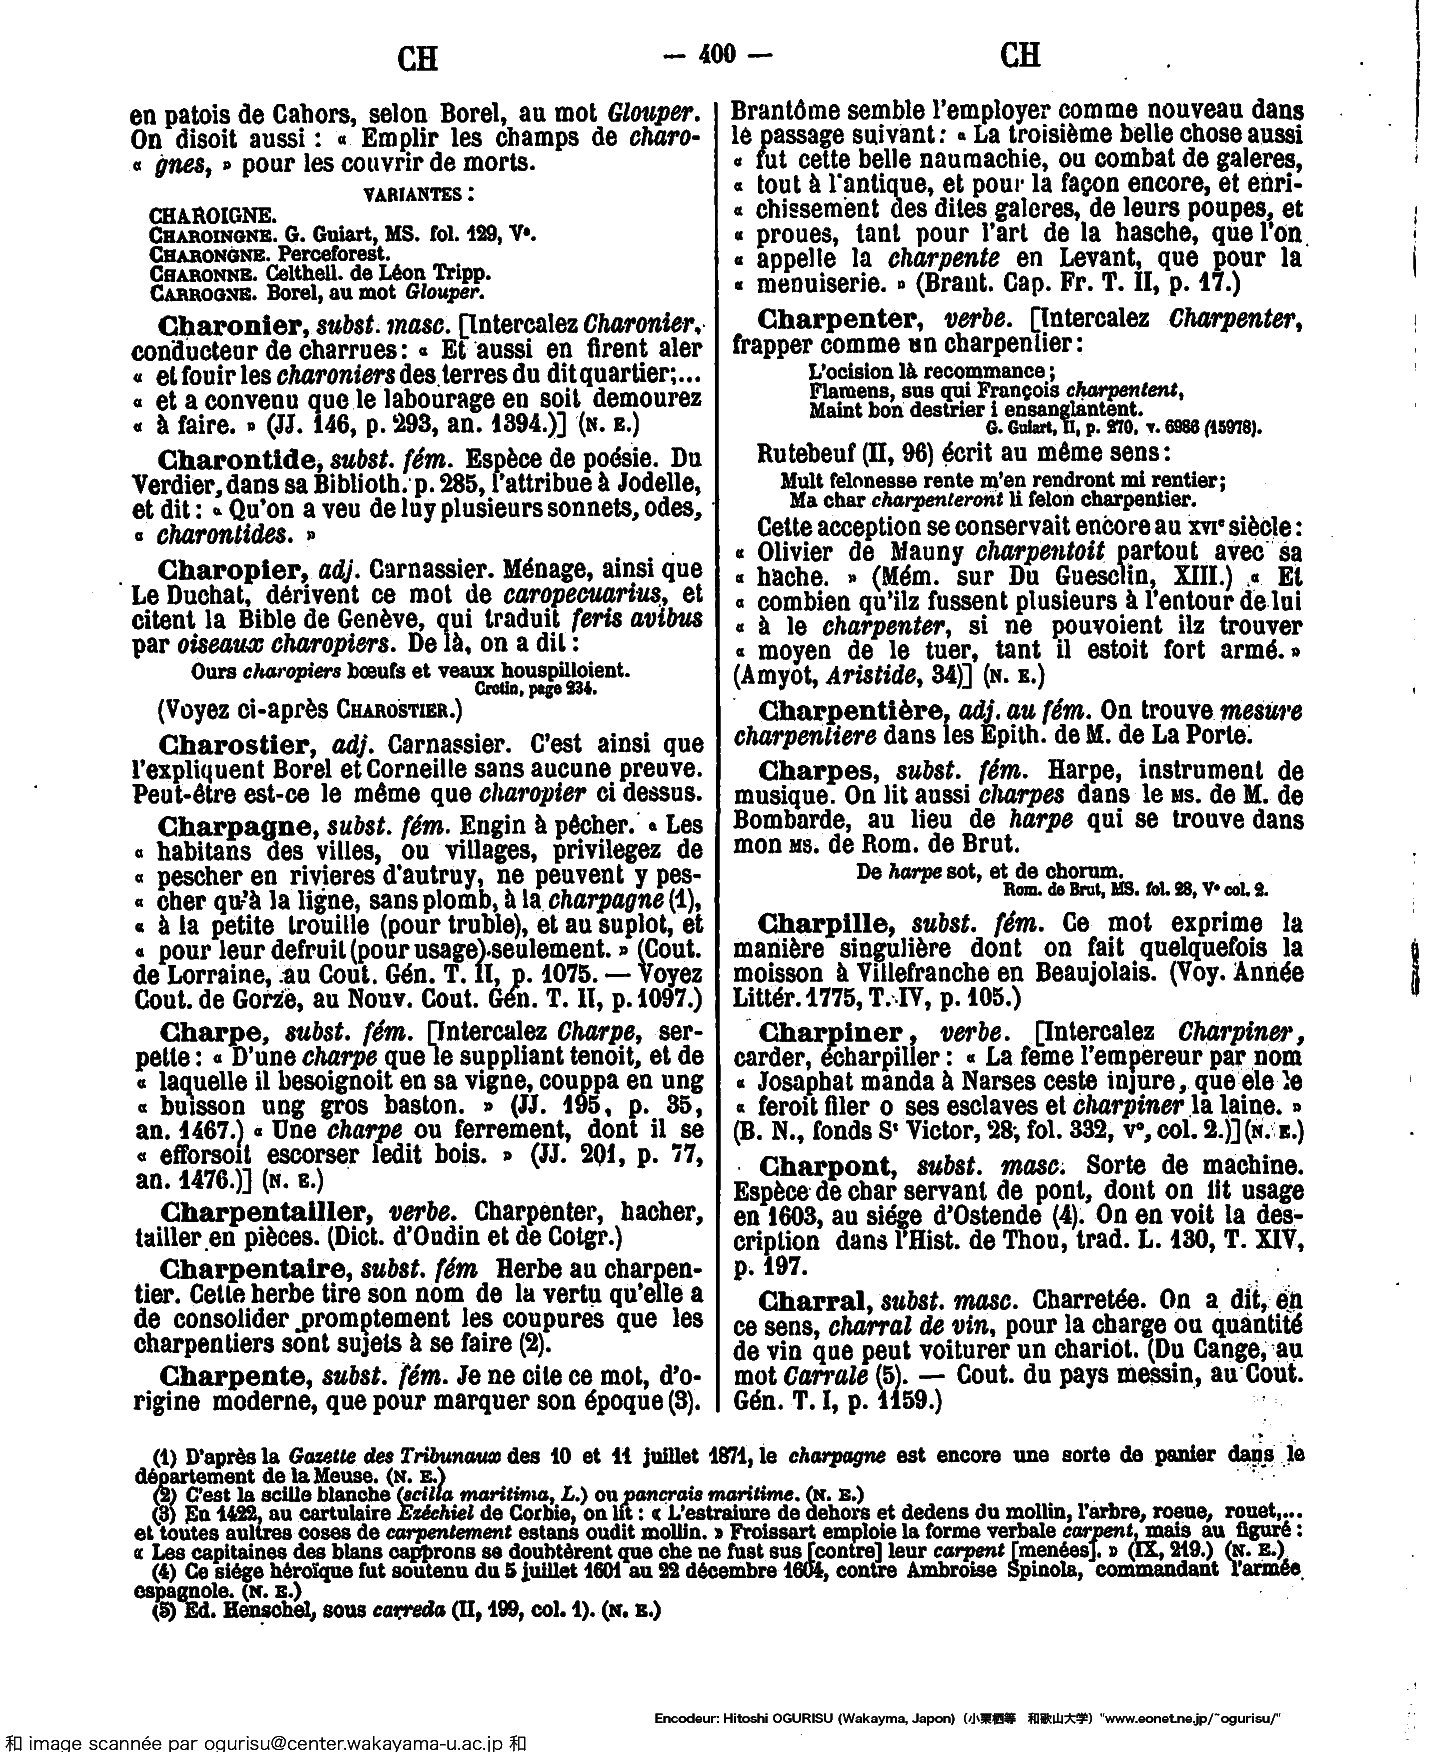 CH
— 400 —
CH
en patois de Cahors, selon Borel, au mot Glouper.
On disoit aussi : « Emplir les champs de charo-
« gnes, » pour les couvrir de morts.
VARIANTES :
CHAROIGNE.
CHAROINGNE. G. Guiart, MS. fol. 129, V°.
CHARONGNE. Perceforest.
CHARONNE. Celthell. de Léon Tripp.
CARROGNE. Borel, au mot Glouper.
Charonier, subst. masc. [Intercalez Charonier,
conducteur de charrues : « Et aussi en firent aler
« et fouir les charoniers des terres du dit quartier;...
« et a convenu que le labourage en soit demourez
« à faire. » (JJ. 146, p. 293, an. 1394.)] (N. E.)
Charontide, subst. fém. Espèce de poésie. Du
Verdier, dans sa Biblioth. p. 285, l'attribue à Jodelle,
et dit : « Qu'on a veu de luy plusieurs sonnets, odes,
« charontides. »
Charopier, adj. Carnassier. Ménage, ainsi que
Le Duchat, dérivent ce mot de caropecuarius, et
citent la Bible de Genève, qui traduit feris avibus
par oiseaux charopiers. De là, on a dit :
Ours charopiers bœufs et veaux houspilloient.
Cretin, page 234.
(Voyez ci-après CHAROSTIER.)
Charostier, adj. Carnassier. C'est ainsi que
l'expliquent Borel et Corneille sans aucune preuve.
Peut-être est-ce le même que charopier ci dessus.
Charpagne, subst. fém. Engin à pêcher. « Les
« habitans des villes, ou villages, privilegez de
« pescher en rivieres d'autruy, ne peuvent y pes-
« cher qu'à la ligne, sans plomb, à la charpagne (1),
« à la petite trouille (pour truble), et au suplot, et
« pour leur defruit (pour usage) seulement. » (Cout.
de Lorraine, au Cout. Gén. T. II, p. 1075. — Voyez
Cout. de Gorze, au Nouv. Cout. Gén. T. II, p. 1097.)
Charpe, subst. fém. [Intercalez Charpe, ser-
pette : « D'une charpe que le suppliant tenoit, et de
« laquelle il besoignoit en sa vigne, couppa en ung
« buisson ung gros baston. » (JJ. 195, p. 35,
an. 1467.) « Une charpe ou ferrement, dont il se
« efforsoit escorser ledit bois. » (JJ. 201, p. 77,
an. 1476.)] (N. E.)
Charpentailler, verbe. Charpenter, hacher,
tailler en pièces. (Dict. d'Oudin et de Cotgr.)
Charpentaire, subst. fém Herbe au charpen-
tier. Cette herbe tire son nom de la vertu qu'elle a
de consolider promptement les coupures que les
charpentiers sont sujets à se faire (2).
Charpente, subst. fém. Je ne cite ce mot, d'o-
rigine moderne, que pour marquer son époque (3).
Brantôme semble l'employer comme nouveau dans
le passage suivant : « La troisième belle chose aussi
« fut cette belle naumachie, ou combat de galeres,
« tout à l'antique, et pour la façon encore, et enri-
« chissement des dites galeres, de leurs poupes, et
« proues, tant pour l'art de la hasche, que l'on
« appelle la charpente en Levant, que pour la
« menuiserie. » (Brant. Cap. Fr. T. II, p. 17.)
Charpenter, verbe. [Intercalez Charpenter,
frapper comme un charpentier :
L'ocision là recommance ;
Flamens, sus qui François charpentent,
Maint bon destrier i ensanglantent.
G. Guiart, II, p. 270, v. 6986 (15978).
Rutebeuf (II, 96) écrit au même sens :
Mult felonesse rente m'en rendront mi rentier;
Ma char charpenteront li felon charpentier.
Cette acception se conservait encore au XVIe siècle :
« Olivier de Mauny charpentoit partout avec sa
« hache. » (Mém. sur Du Guesclin, XIII.) « Et
« combien qu'ilz fussent plusieurs à l'entour de lui
« à le charpenter, si ne pouvoient ilz trouver
« moyen de le tuer, tant il estoit fort armé. »
(Amyot, Aristide, 34)] (N. E.)
Charpentière, adj. au fém. On trouve mesure
charpentiere dans les Epith. de M. de La Porte.
Charpes, subst. fém. Harpe, instrument de
musique. On lit aussi charpes dans le MS. de M. de
Bombarde, au lieu de harpe qui se trouve dans
mon MS. de Rom. de Brut.
De harpe sot, et de chorum.
Rom. de Brut, MS. fol. 28, V° col. 2.
Charpille, subst. fém. Ce mot exprime la
manière singulière dont on fait quelquefois la
moisson à Villefranche en Beaujolais. (Voy. Année
Littér. 1775, T. IV, p. 105.)
Charpiner, verbe. [Intercalez Charpiner,
carder, écharpiller : « La feme l'empereur par nom
« Josaphat manda à Narses ceste injure, que ele le
« feroit filer o ses esclaves et charpiner la laine. »
(B. N., fonds St Victor, 28, fol. 332, v°, col. 2.)] (N. E.)
Charpont, subst. masc. Sorte de machine.
Espèce de char servant de pont, dont on fit usage
en 1603, au siége d'Ostende (4). On en voit la des-
cription dans l'Hist. de Thou, trad. L. 130, T. XIV,
p. 197.
Charral, subst. masc. Charretée. On a dit, en
ce sens, charral de vin, pour la charge ou quantité
de vin que peut voiturer un chariot. (Du Cange, au
mot Carrale (5). — Cout. du pays messin, au Cout.
Gén. T. I, p. 1159.)
(1) D'après la Gazette des Tribunaux des 10 et 11 juillet 1871, le charpagne est encore une sorte de panier dans le
département de la Meuse. (N. E.)
(2) C'est la scille blanche (scilla maritima, L.) ou pancrais maritime. (N. E.)
(3) En 1422, au cartulaire Ezéchiel de Corbie, on lit : « L'estraiure de dehors et dedens du mollin, l'arbre, roeue, rouet,...
et toutes aultres coses de carpentement estans oudit mollin. » Froissart emploie la forme verbale carpent, mais au figuré :
« Les capitaines des blans capprons se doubtèrent que che ne fust sus [contre] leur carpent [menées]. » (IX, 219.) (N. E.)
(4) Ce siége héroïque fut soutenu du 5 juillet 1601 au 22 décembre 1604, contre Ambroise Spinola, commandant l'armée
espagnole. (N. E.)
(5) Ed. Henschel, sous carreda (II, 199, col. 1). (N. E.)
Encodeur: Hitoshi OGURISU (Wakayma, Japon) (小栗栖等 和歌山大学) "www.eonet.ne.jp/~ogurisu/"
和 image scannée par ogurisu@center.wakayama-u.ac.jp 和